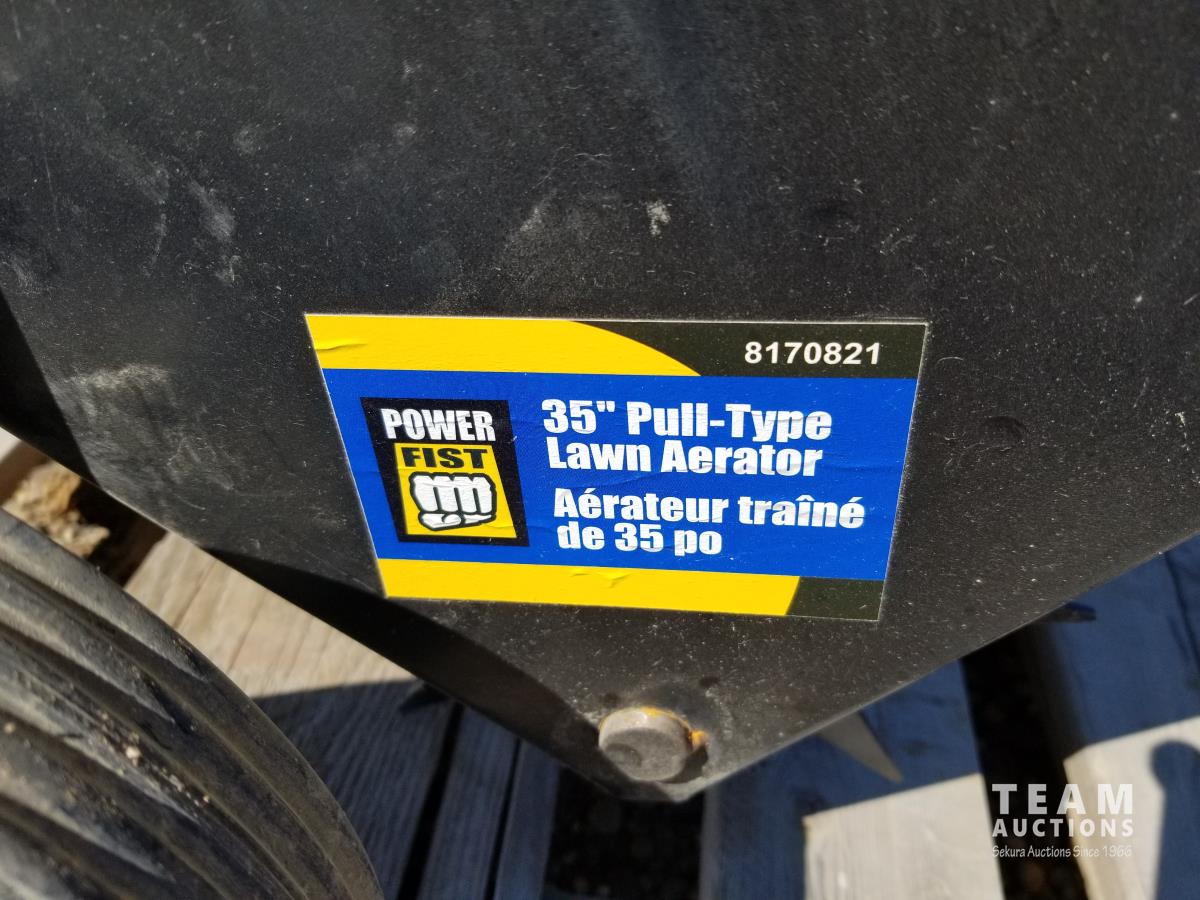 8170821
POWER
FIST
35" Pull-Type
Lawn Aerator
Aérateur traîné
de 35 po
TEAM
AUCTIONS
Sekura Auctions Since 1966